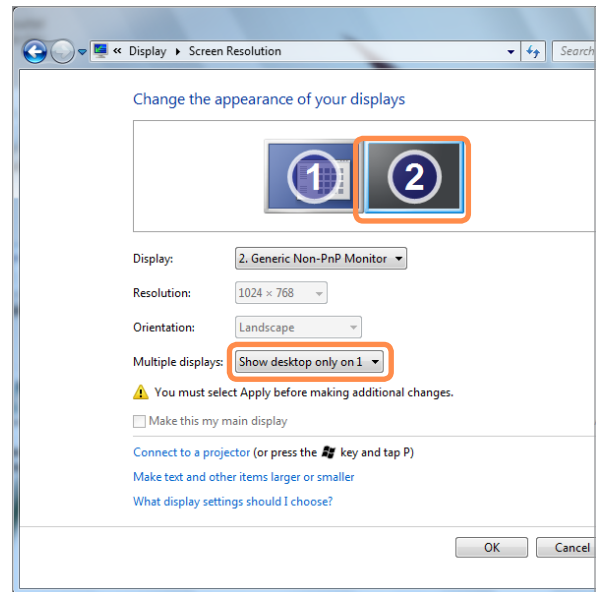 « Display ▸ Screen Resolution Search
Change the appearance of your displays
1 2
Display: 2. Generic Non-PnP Monitor
Resolution: 1024 × 768
Orientation: Landscape
Multiple displays: Show desktop only on 1
You must select Apply before making additional changes.
Make this my main display
Connect to a projector (or press the key and tap P)
Make text and other items larger or smaller
What display settings should I choose?
OK Cancel